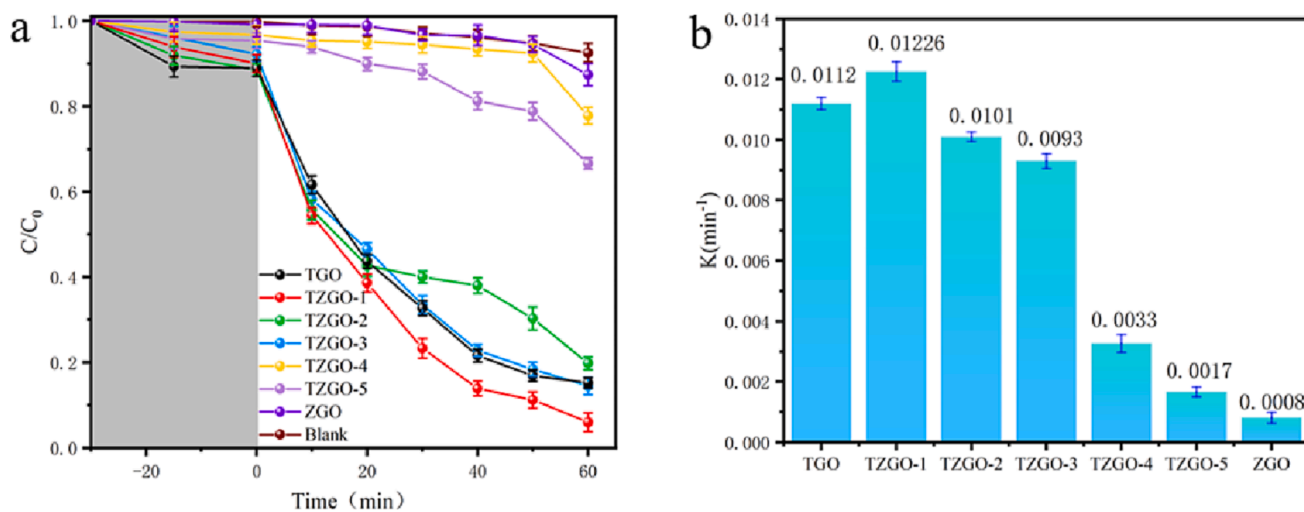 a
1.0
0.8
0.6
0.4
0.2
0.0
C/C0
TGO
TZGO-1
TZGO-2
TZGO-3
TZGO-4
TZGO-5
ZGO
Blank
-20
0
20
40
60
Time（min）
b
0.014
0.012
0.010
0.008
0.006
0.004
0.002
0.000
K(min-1)
0.0112
0.01226
0.0101
0.0093
0.0033
0.0017
0.0008
TGO
TZGO-1
TZGO-2
TZGO-3
TZGO-4
TZGO-5
ZGO